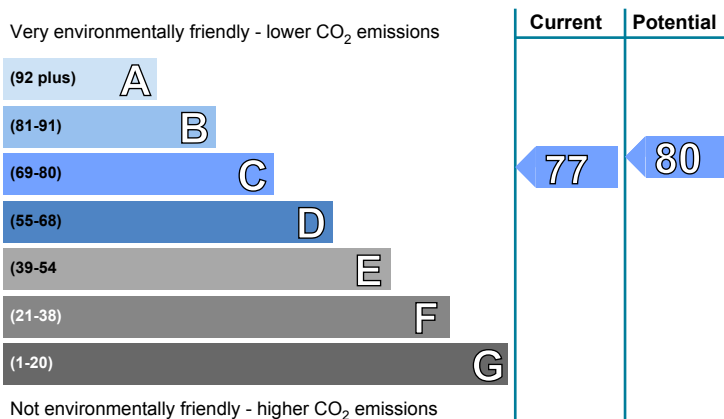 Current Potential
Very environmentally friendly - lower CO2 emissions
(92 plus) A
(81-91) B
(69-80) C 77 80
(55-68) D
(39-54 E
(21-38) F
(1-20) G
Not environmentally friendly - higher CO2 emissions